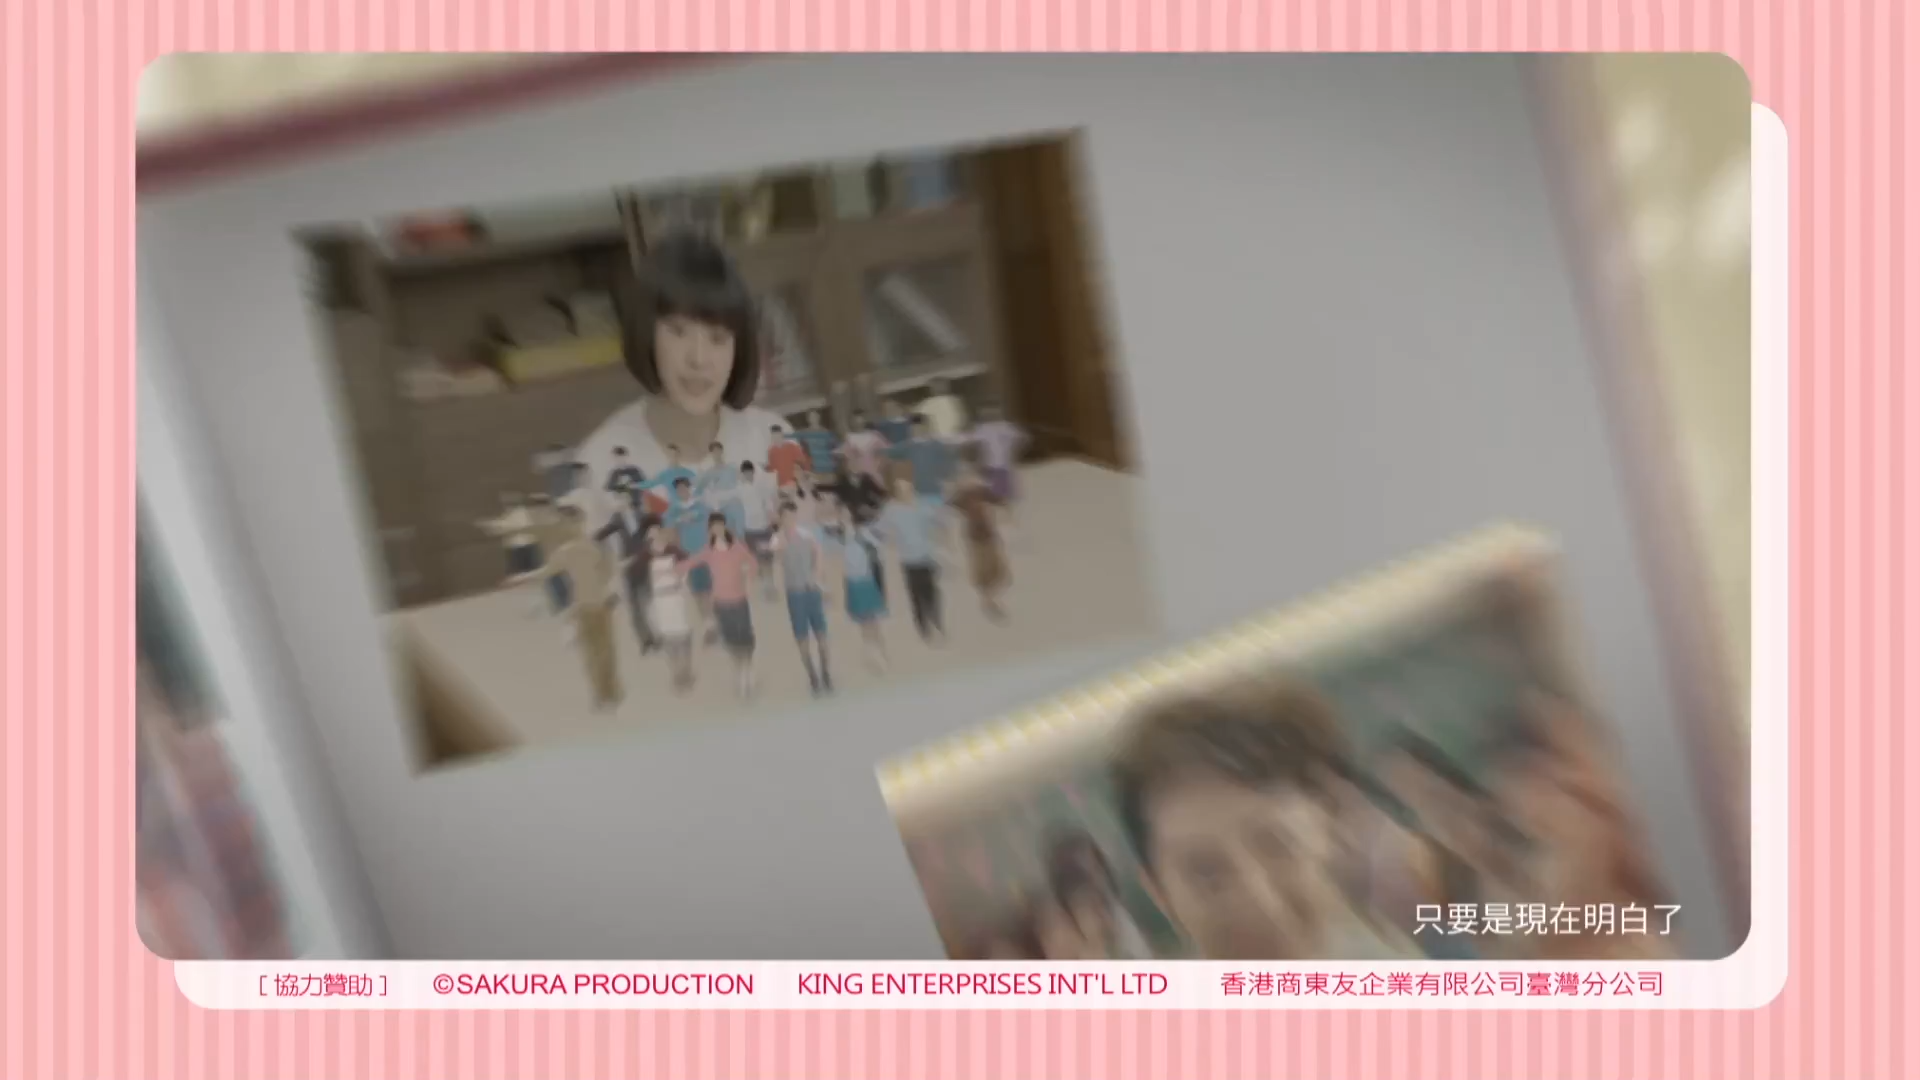 只要是現在明白了
[ 協力贊助 ] ©SAKURA PRODUCTION KING ENTERPRISES INT'L LTD 香港商東友企業有限公司臺灣分公司